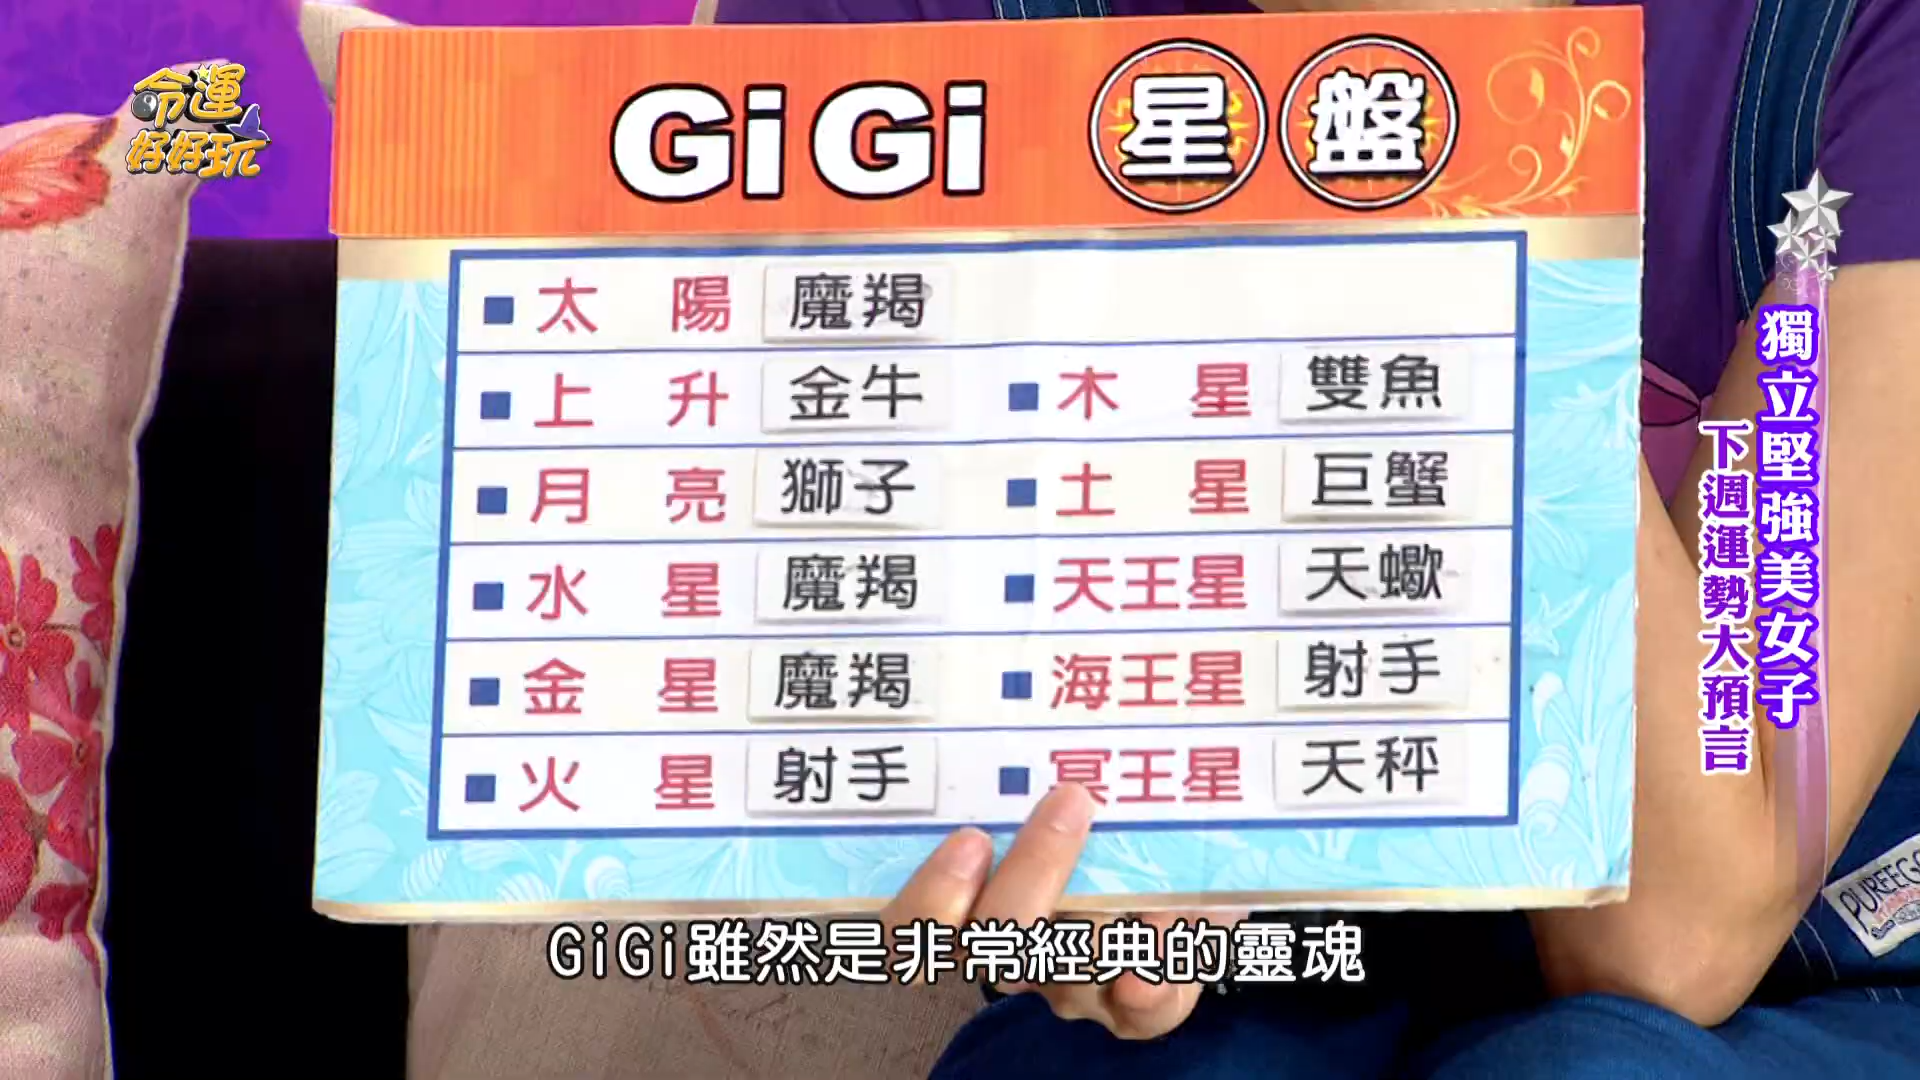 命運
好好玩
GiGi 星盤
太陽 魔羯
上升 金牛 木星 雙魚
月亮 獅子 土星 巨蟹
水星 魔羯 天王星 天蠍
金星 魔羯 海王星 射手
火星 射手 冥王星 天秤
獨立堅強美女子
下週運勢大預言
GiGi雖然是非常經典的靈魂